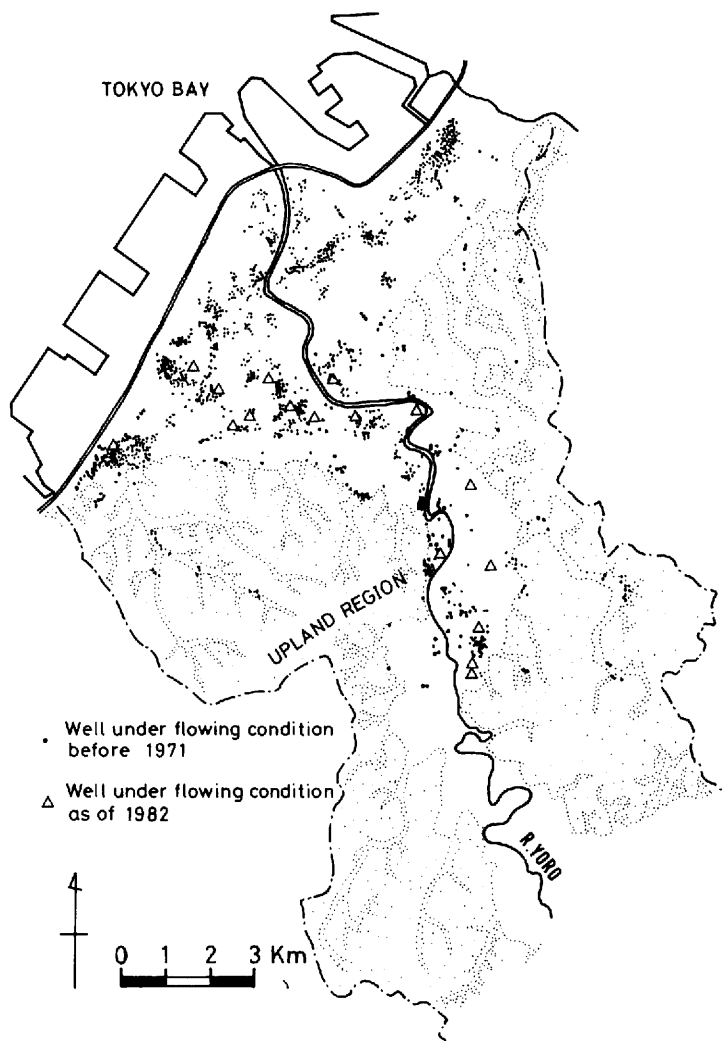 TOKYO BAY
UPLAND REGION
Well under flowing condition
before 1971
Well under flowing condition
as of 1982
R.YORO
0 1 2 3 Km